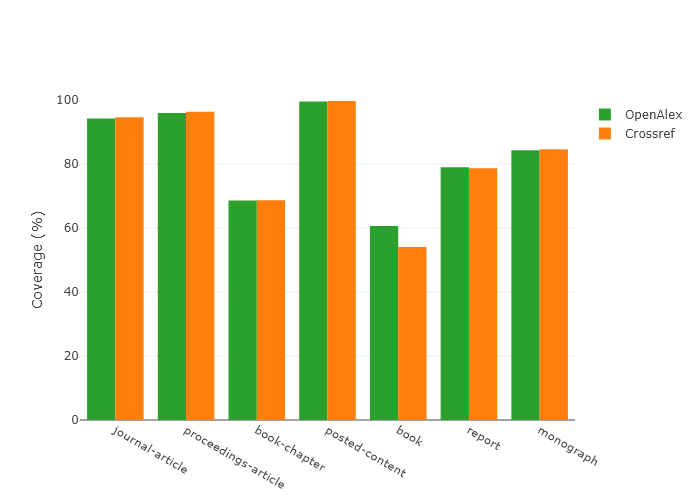 100
80
60
40
20
0
Coverage (%)
journal-article
proceedings-article
book-chapter
posted-content
book
report
monograph
OpenAlex
Crossref